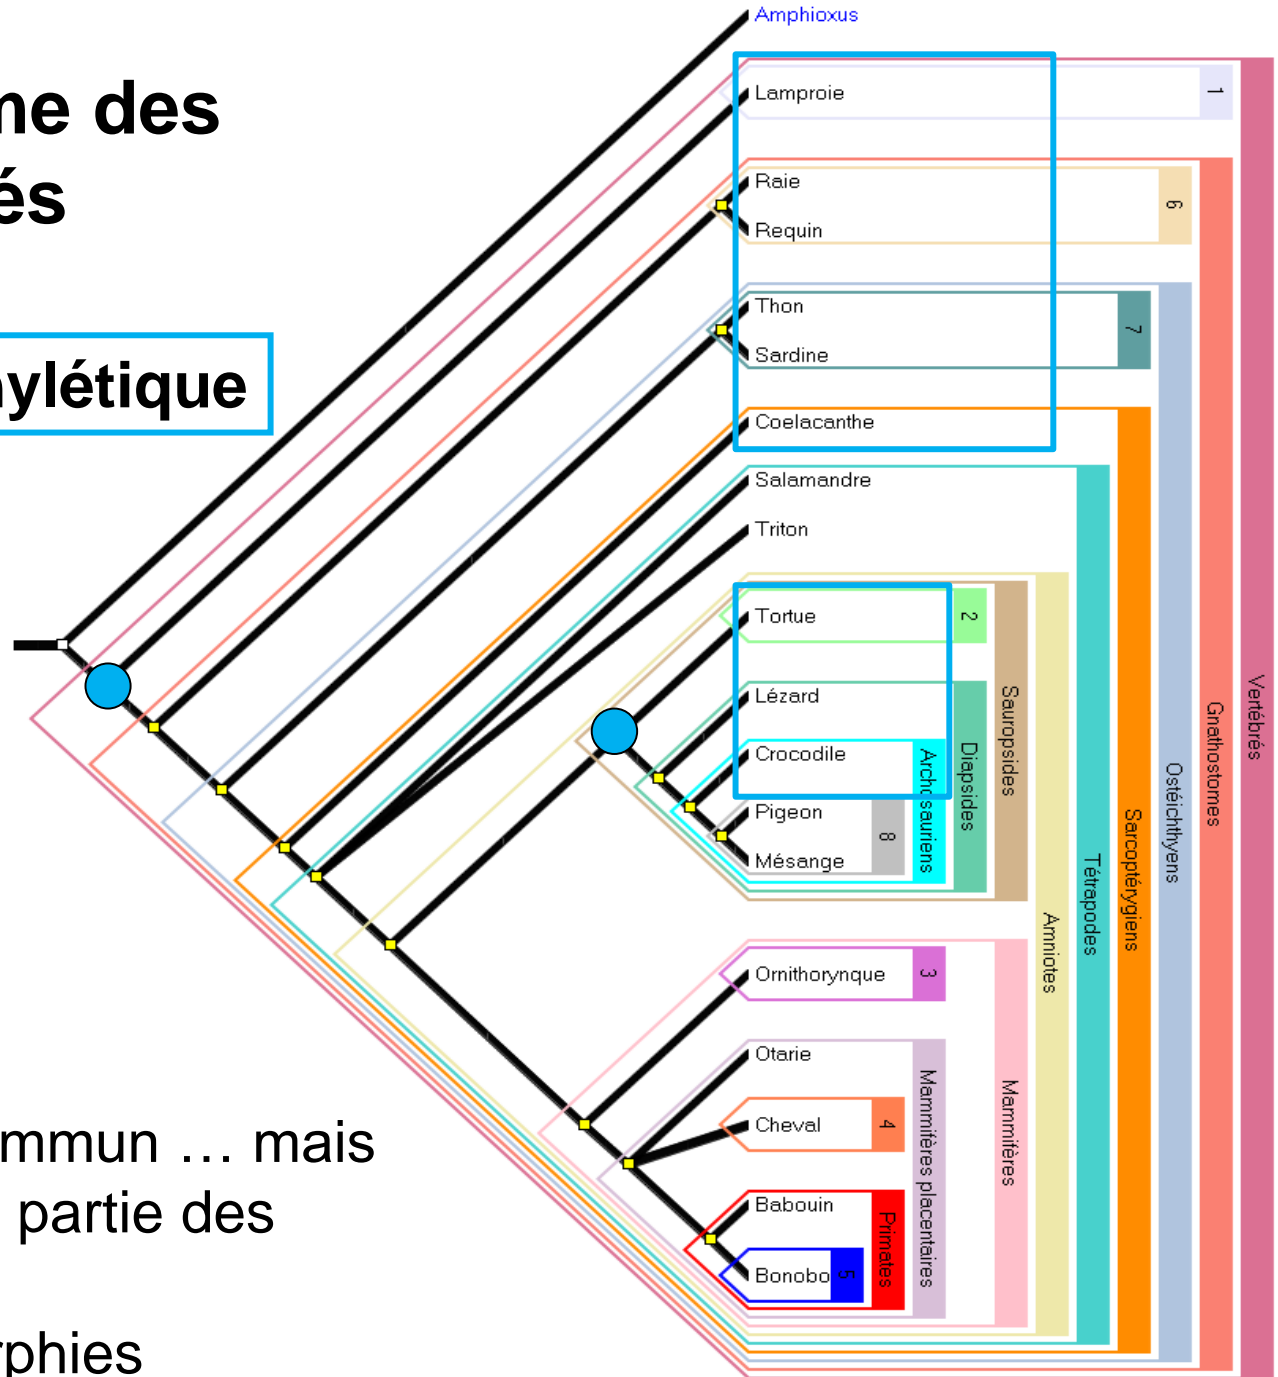 me des
és
ylétique
mmun … mais
partie des
rphies
Amphioxus
Lamproie
Raie
Requin
Thon
Sardine
Coelacanthe
Salamandre
Triton
Tortue
Lézard
Crocodile
Pigeon
Mésange
Ornithorynque
Otarie
Cheval
Babouin
Bonobo
1
6
7
2
8
3
4
5
Primates
Mammifères placentaires
Archosauriens
Diapsides
Sauropsides
Mammifères
Amniotes
Tétrapodes
Sarcoptérygiens
Ostéichthyens
Gnathostomes
Vertébrés